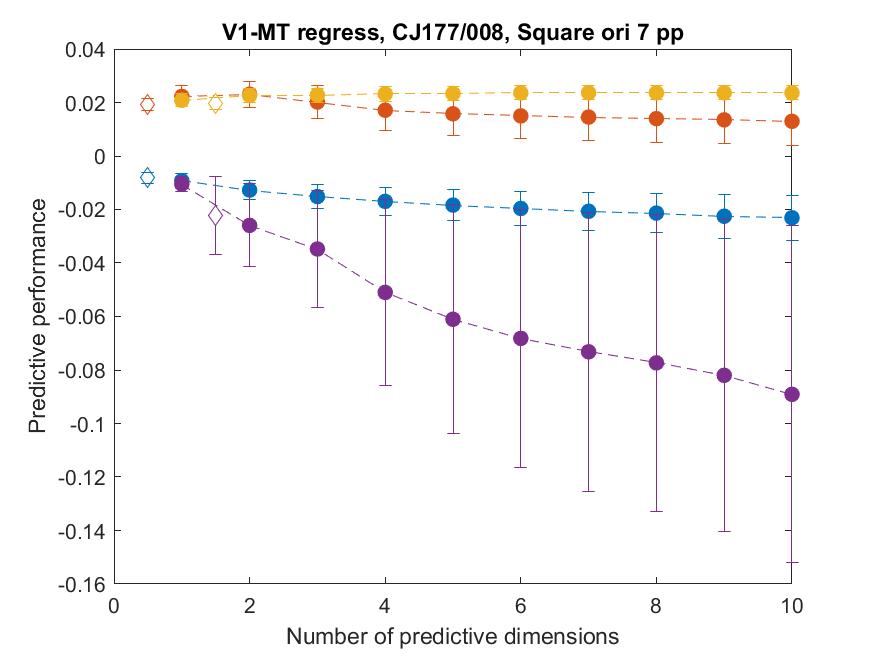 V1-MT regress, CJ177/008, Square ori 7 pp
0.04
0.02
0
-0.02
-0.04
-0.06
-0.08
-0.1
-0.12
-0.14
-0.16
Predictive performance
0 2 4 6 8 10
Number of predictive dimensions